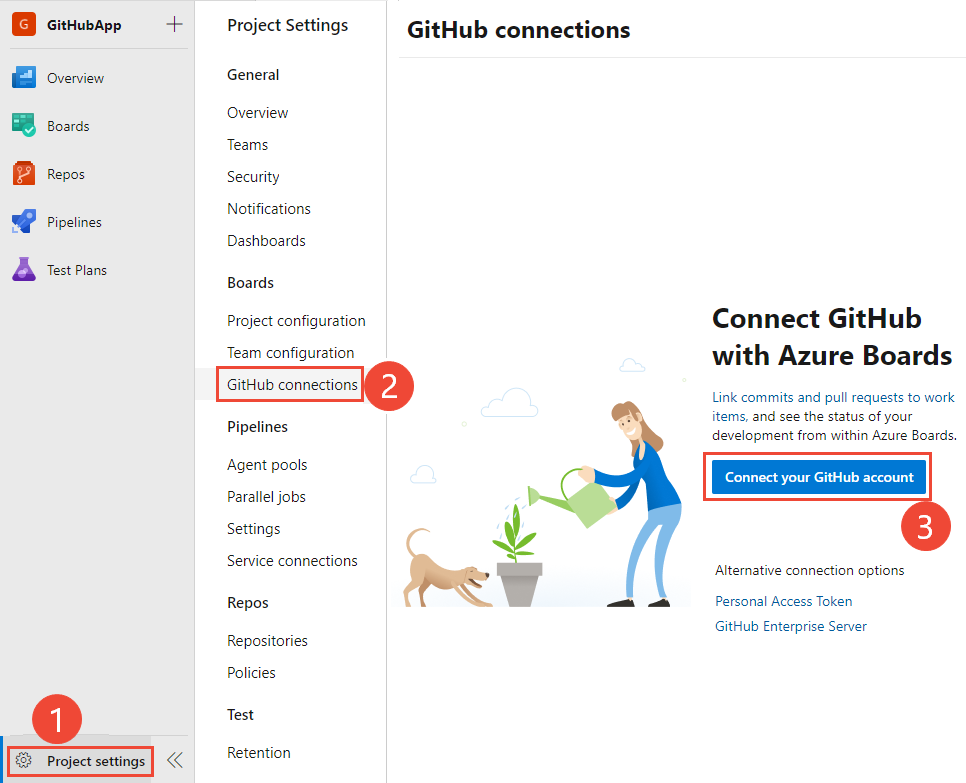 G GitHubApp
Overview
Boards
Repos
Pipelines
Test Plans
1
Project settings
Project Settings
General
Overview
Teams
Security
Notifications
Dashboards
Boards
Project configuration
Team configuration
GitHub connections
2
Pipelines
Agent pools
Parallel jobs
Settings
Service connections
Repos
Repositories
Policies
Test
Retention
GitHub connections
Connect GitHub
with Azure Boards
Link commits and pull requests to work
items, and see the status of your
development from within Azure Boards.
Connect your GitHub account
3
Alternative connection options
Personal Access Token
GitHub Enterprise Server